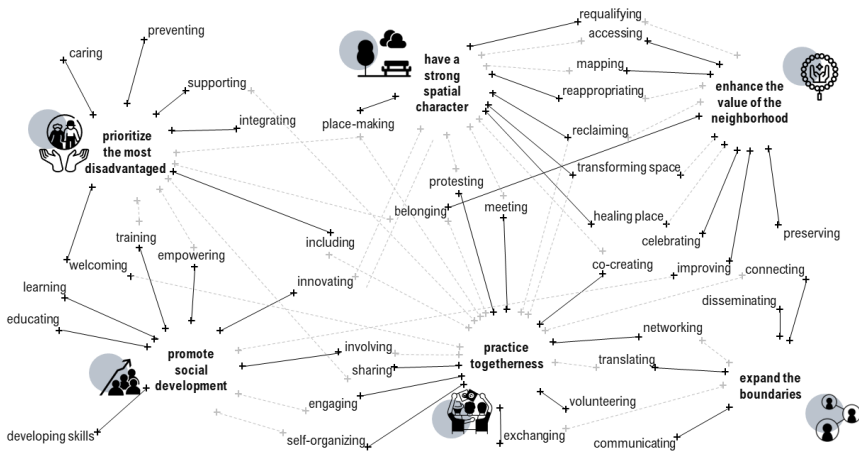 requalifying
preventing
accessing
caring
have a
strong
spatial
character
mapping
supporting
reappropriating
enhance the
value of the
neighborhood
integrating
place-making
reclaiming
prioritize
the most
disadvantaged
transforming space
protesting
belonging
meeting
healing place
training
including
celebrating
preserving
empowering
welcoming
co-creating
improving
connecting
learning
innovating
disseminating
educating
networking
promote
social
development
involving
practice
togetherness
sharing
translating
expand the
boundaries
engaging
volunteering
developing skills
self-organizing
exchanging
communicating